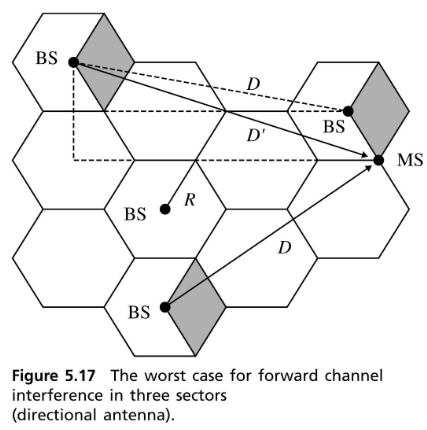 BS
D
BS
D'
MS
R
BS
D
BS
Figure 5.17 The worst case for forward channel
interference in three sectors
(directional antenna).